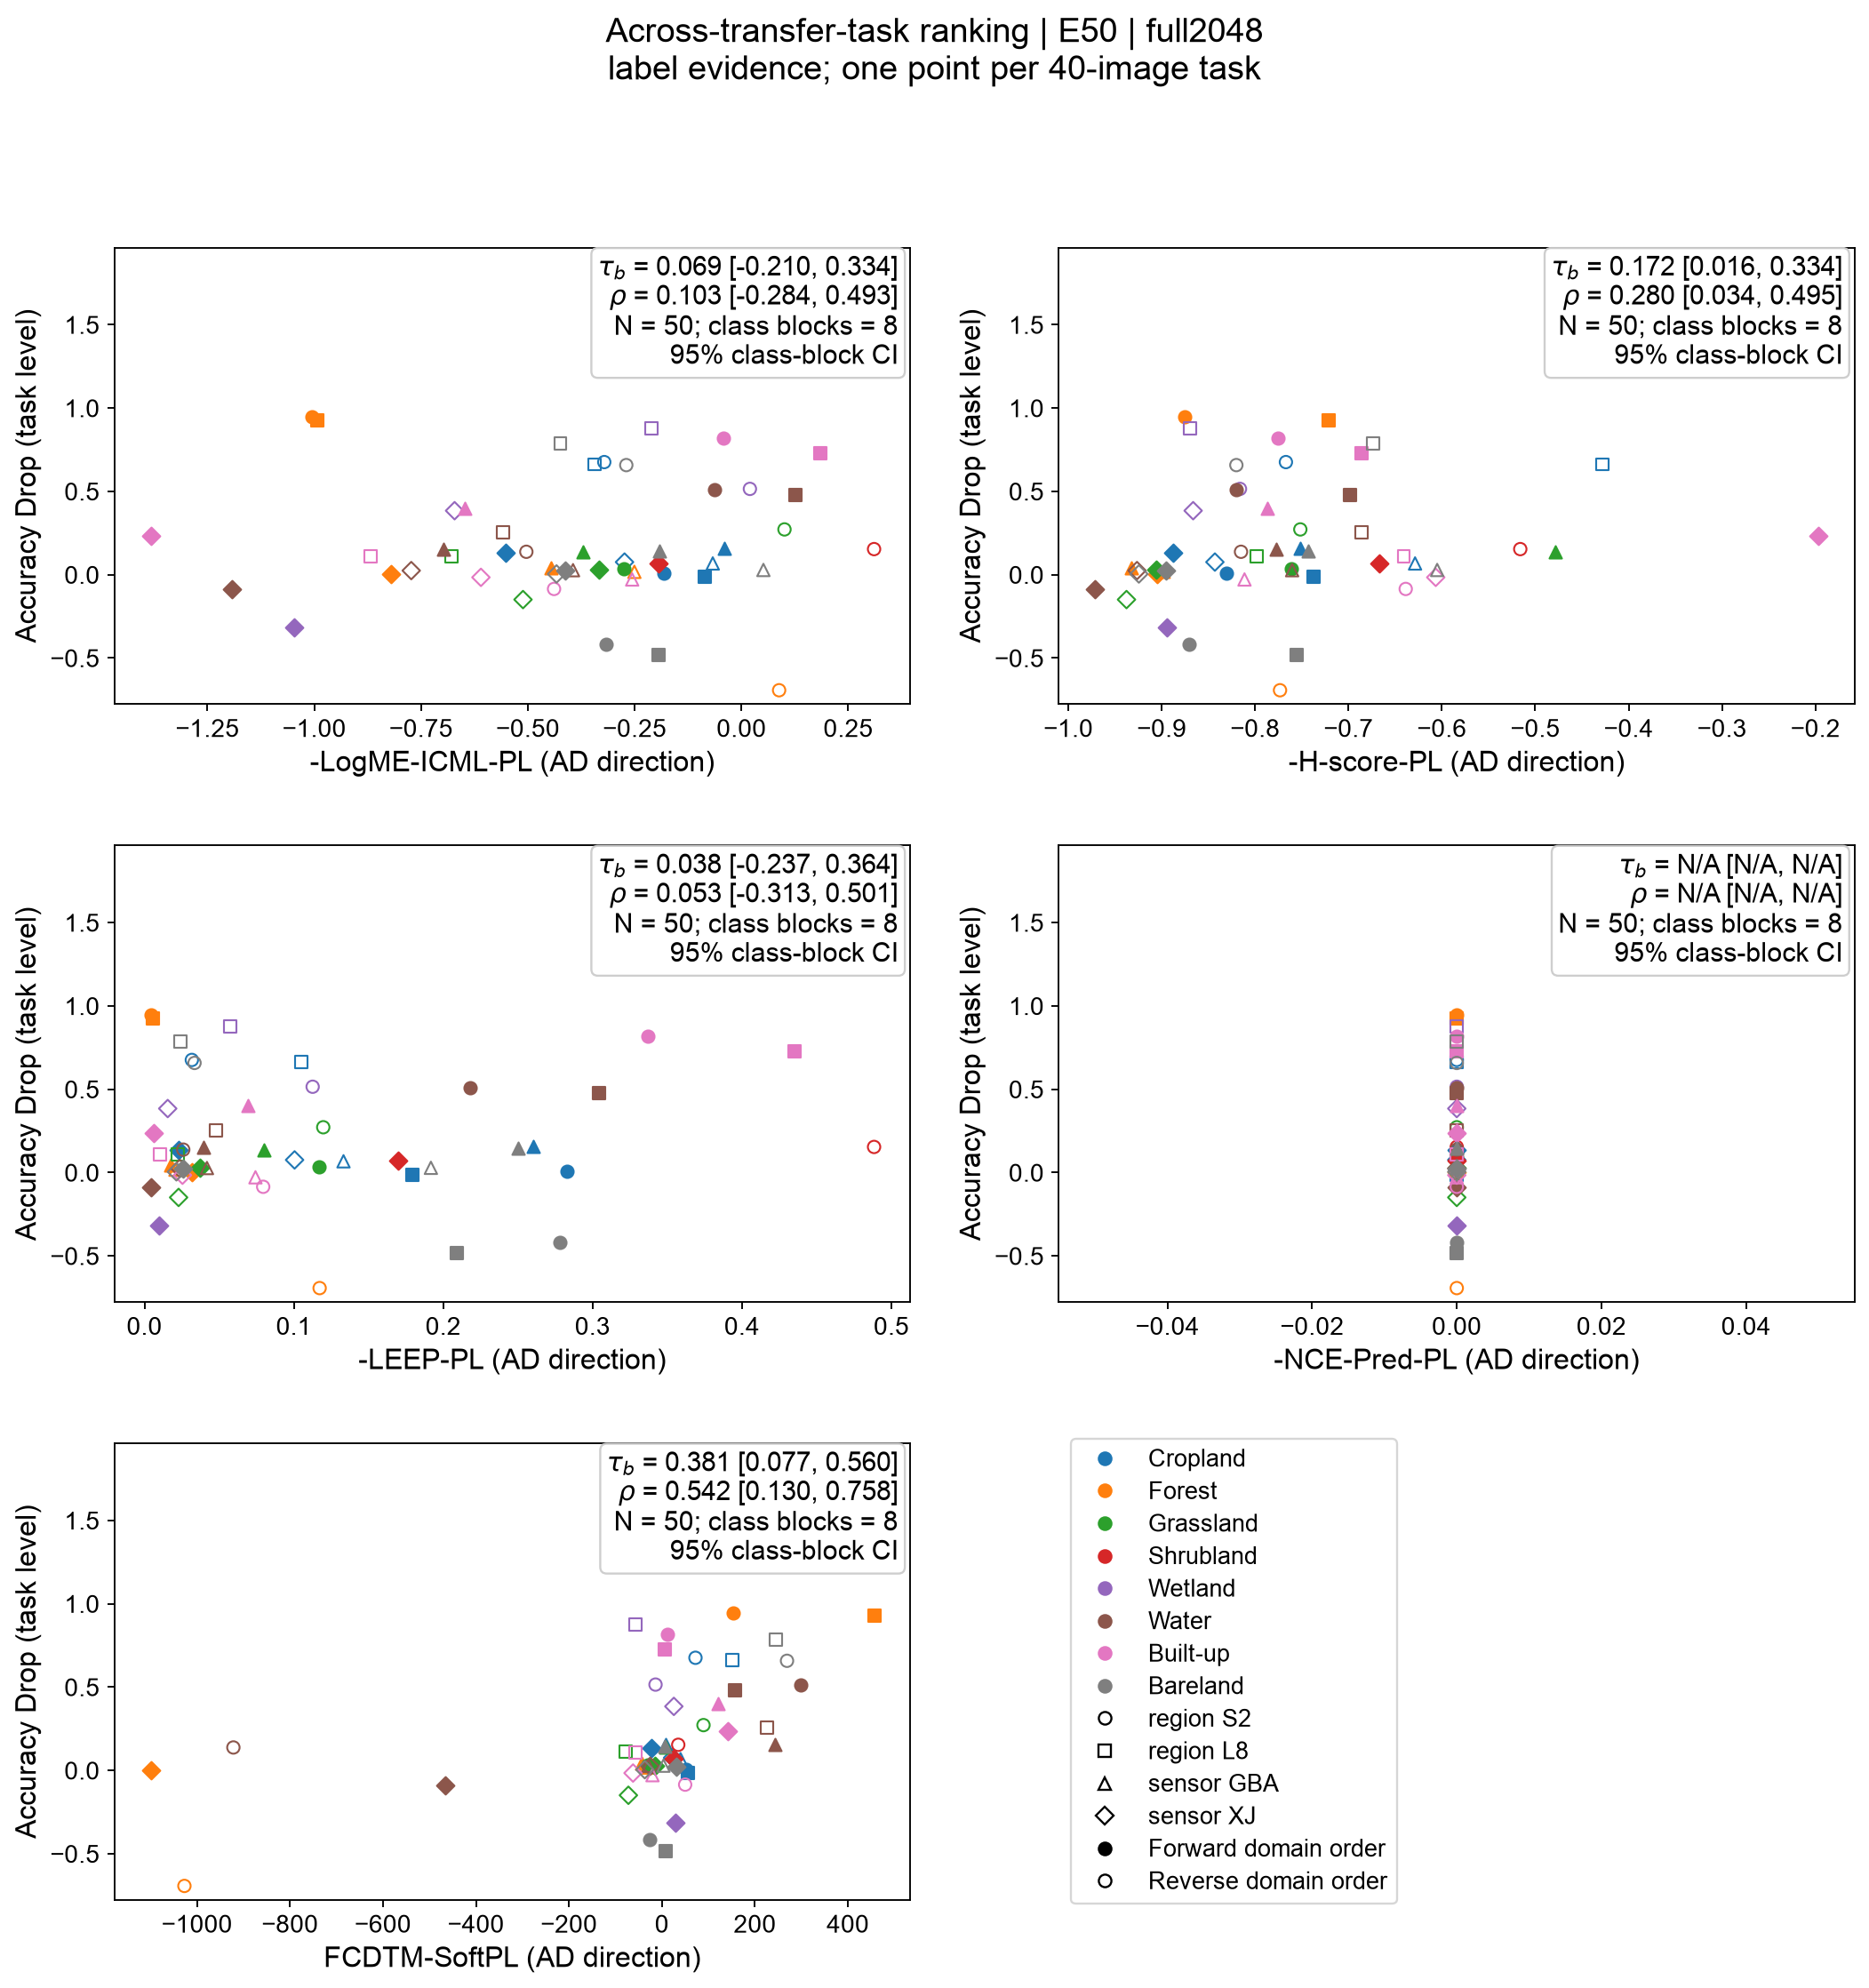 Across-transfer-task ranking | E50 | full2048
label evidence; one point per 40-image task
τb = 0.069 [-0.210, 0.334]
ρ = 0.103 [-0.284, 0.493]
N = 50; class blocks = 8
95% class-block CI
1.5
1.0
0.5
0.0
−0.5
Accuracy Drop (task level)
−1.25 −1.00 −0.75 −0.50 −0.25 0.00 0.25
-LogME-ICML-PL (AD direction)
τb = 0.172 [0.016, 0.334]
ρ = 0.280 [0.034, 0.495]
N = 50; class blocks = 8
95% class-block CI
1.5
1.0
0.5
0.0
−0.5
Accuracy Drop (task level)
−1.0 −0.9 −0.8 −0.7 −0.6 −0.5 −0.4 −0.3 −0.2
-H-score-PL (AD direction)
τb = 0.038 [-0.237, 0.364]
ρ = 0.053 [-0.313, 0.501]
N = 50; class blocks = 8
95% class-block CI
1.5
1.0
0.5
0.0
−0.5
Accuracy Drop (task level)
0.0 0.1 0.2 0.3 0.4 0.5
-LEEP-PL (AD direction)
τb = N/A [N/A, N/A]
ρ = N/A [N/A, N/A]
N = 50; class blocks = 8
95% class-block CI
1.5
1.0
0.5
0.0
−0.5
Accuracy Drop (task level)
−0.04 −0.02 0.00 0.02 0.04
-NCE-Pred-PL (AD direction)
τb = 0.381 [0.077, 0.560]
ρ = 0.542 [0.130, 0.758]
N = 50; class blocks = 8
95% class-block CI
1.5
1.0
0.5
0.0
−0.5
Accuracy Drop (task level)
−1000 −800 −600 −400 −200 0 200 400
FCDTM-SoftPL (AD direction)
Cropland
Forest
Grassland
Shrubland
Wetland
Water
Built-up
Bareland
region S2
region L8
sensor GBA
sensor XJ
Forward domain order
Reverse domain order